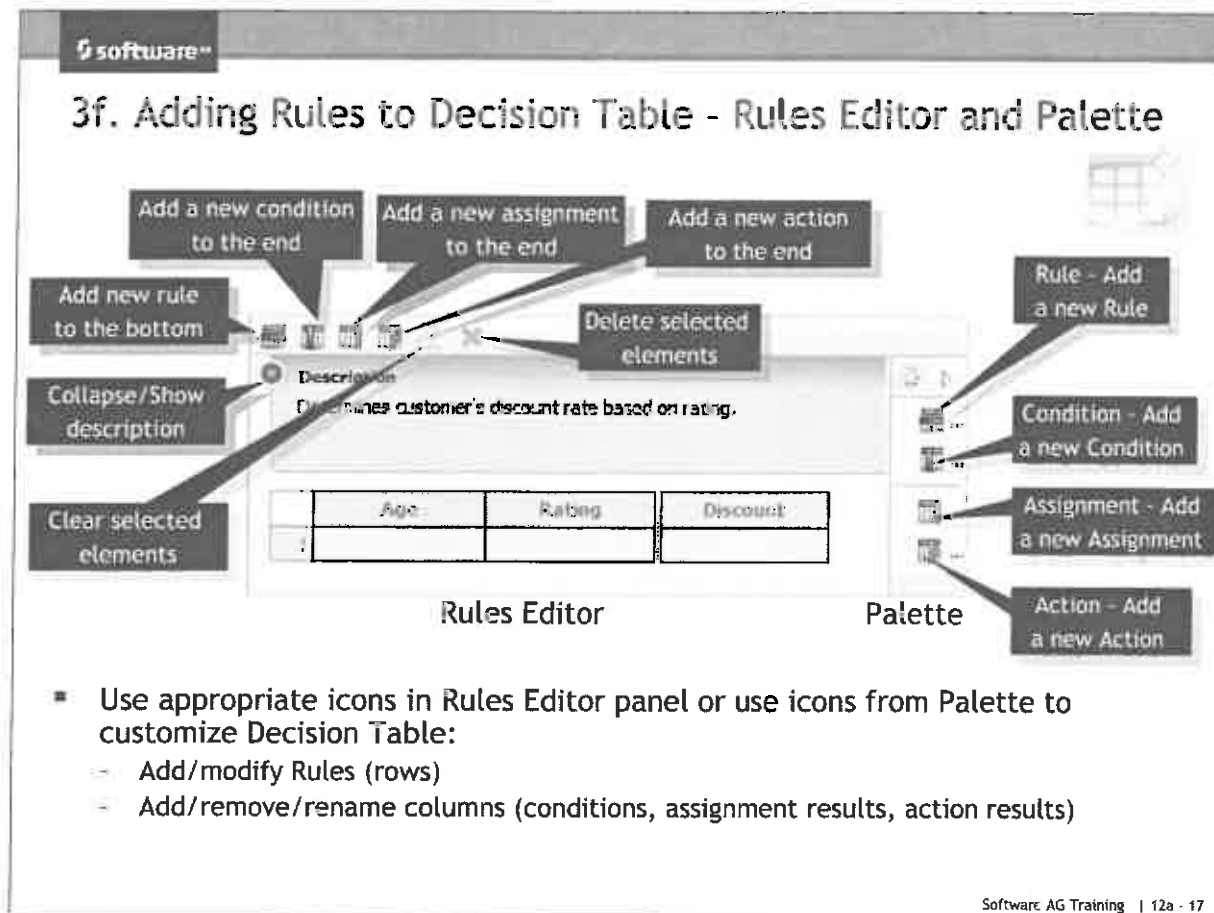 software
3f. Adding Rules to Decision Table - Rules Editor and Palette
Add a new condition
to the end
Add a new assignment
to the end
Add a new action
to the end
Rule - Add
a new Rule
Add new rule
to the bottom
Delete selected
elements
Collapse/Show
description
Description
Determines customer's discount rate based on rating.
Condition - Add
a new Condition
Clear selected
elements
Age Rating Discount
1
Assignment - Add
a new Assignment
Action - Add
a new Action
Rules Editor Palette
Use appropriate icons in Rules Editor panel or use icons from Palette to
customize Decision Table:
- Add/modify Rules (rows)
- Add/remove/rename columns (conditions, assignment results, action results)
Software AG Training | 12a - 17